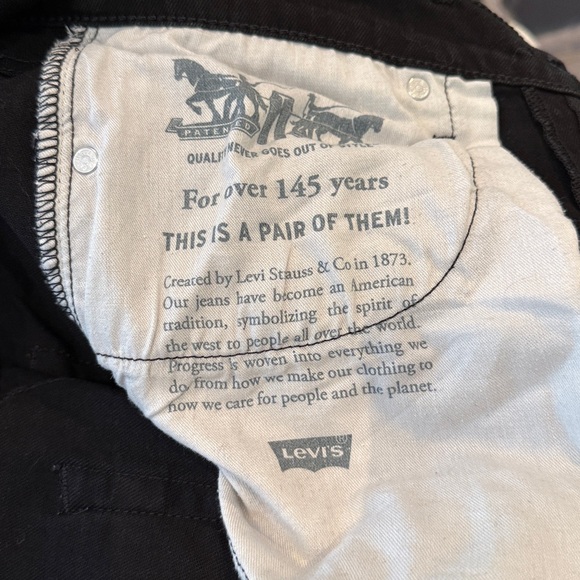 PATENTED
QUALITY NEVER GOES OUT OF STYLE
For over 145 years
THIS IS A PAIR OF THEM!
Created by Levi Stauss & Co in 1873.
Our jeans have become an American
tradition, symbolizing the spirit of
the west to people all over the world.
Progress is woven into everything we
do, from how we make our clothing to
how we care for people and the planet.
LEVI'S ®